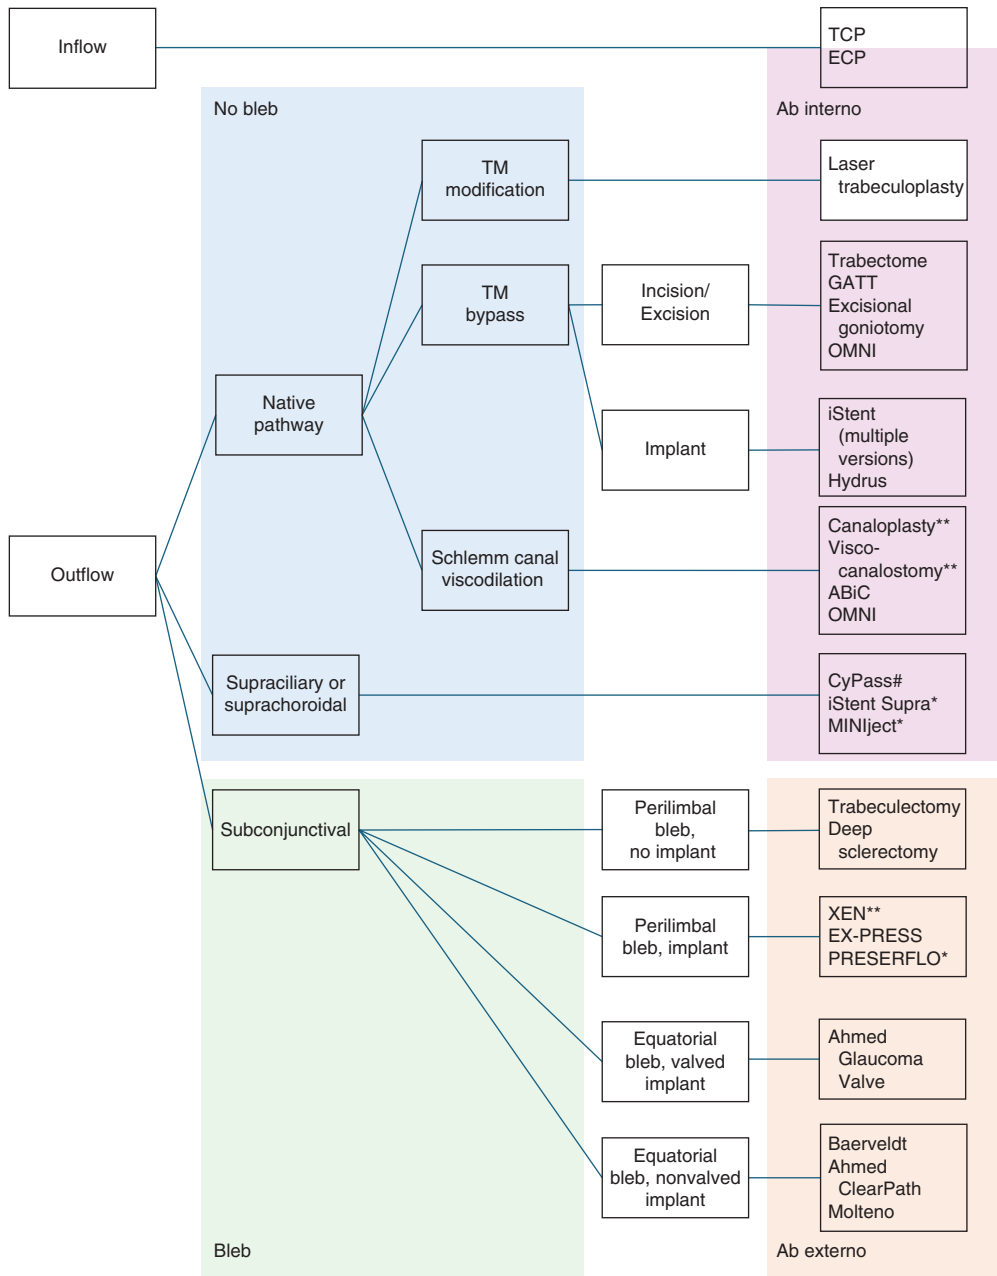 Inflow
TCP
ECP
No bleb
Ab interno
TM
modification
Laser
trabeculoplasty
TM
bypass
Incision/
Excision
Trabectome
GATT
Excisional
goniotomy
OMNI
Native
pathway
Implant
iStent
(multiple
versions)
Hydrus
Outflow
Schlemm canal
viscodilation
Canaloplasty**
Visco-
canalostomy**
ABiC
OMNI
Supraciliary or
suprachoroidal
CyPass#
iStent Supra*
MINIject*
Subconjunctival
Perilimbal
bleb,
no implant
Trabeculectomy
Deep
sclerectomy
Perilimbal
bleb, implant
XEN**
EX-PRESS
PRESERFLO*
Equatorial
bleb, valved
implant
Ahmed
Glaucoma
Valve
Equatorial
bleb, nonvalved
implant
Baerveldt
Ahmed
ClearPath
Molteno
Bleb
Ab externo